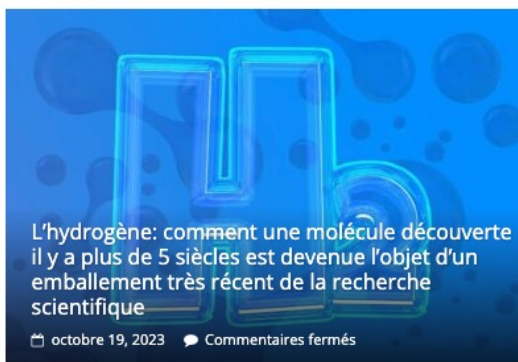 H2
L’hydrogène: comment une molécule découverte
il y a plus de 5 siècles est devenue l’objet d’un
emballement très récent de la recherche
scientifique
octobre 19, 2023 Commentaires fermés